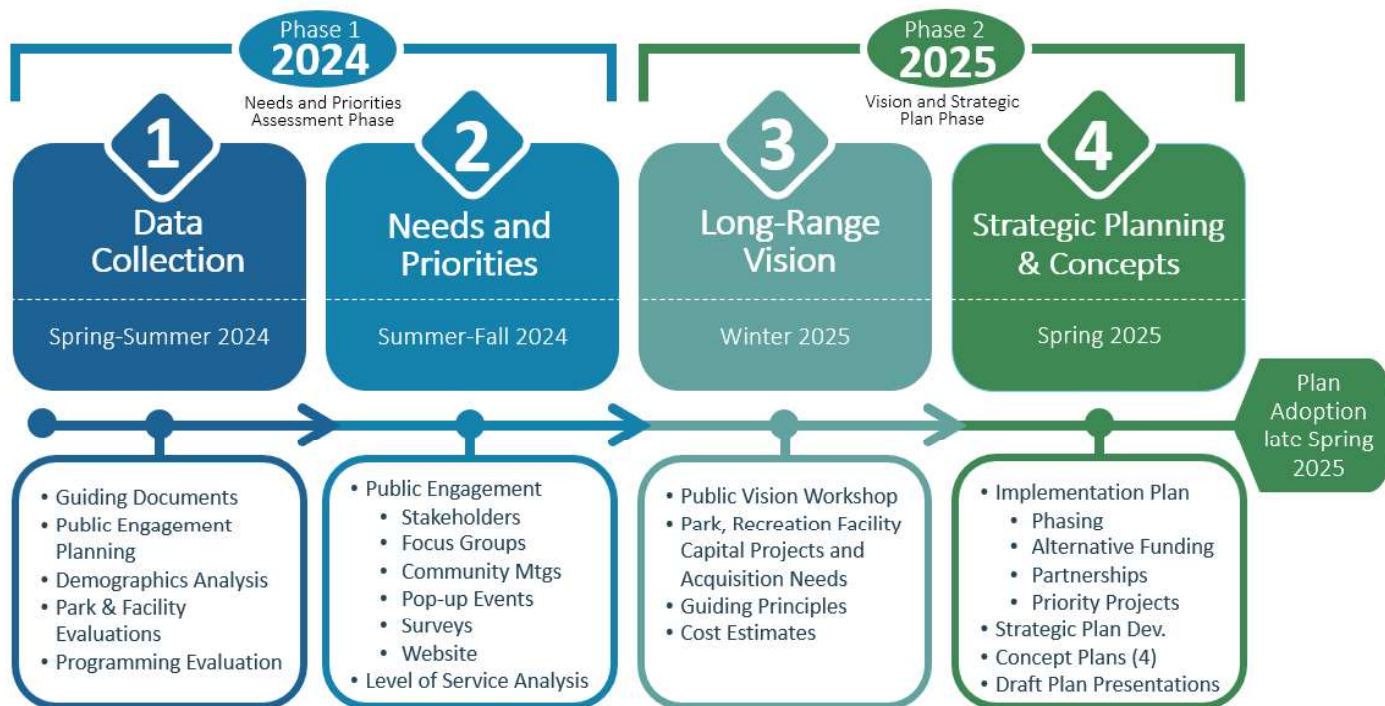 Phase 1
2024
Needs and Priorities
Assessment Phase
Phase 2
2025
Vision and Strategic
Plan Phase
1
Data
Collection
Spring-Summer 2024
2
Needs and
Priorities
Summer-Fall 2024
3
Long-Range
Vision
Winter 2025
4
Strategic Planning
& Concepts
Spring 2025
Plan
Adoption
late Spring
2025
• Guiding Documents
• Public Engagement
Planning
• Demographics Analysis
• Park & Facility
Evaluations
• Programming Evaluation
• Public Engagement
• Stakeholders
• Focus Groups
• Community Mtgs
• Pop-up Events
• Surveys
• Website
• Level of Service Analysis
• Public Vision Workshop
• Park, Recreation Facility
Capital Projects and
Acquisition Needs
• Guiding Principles
• Cost Estimates
• Implementation Plan
• Phasing
• Alternative Funding
• Partnerships
• Priority Projects
• Strategic Plan Dev.
• Concept Plans (4)
• Draft Plan Presentations